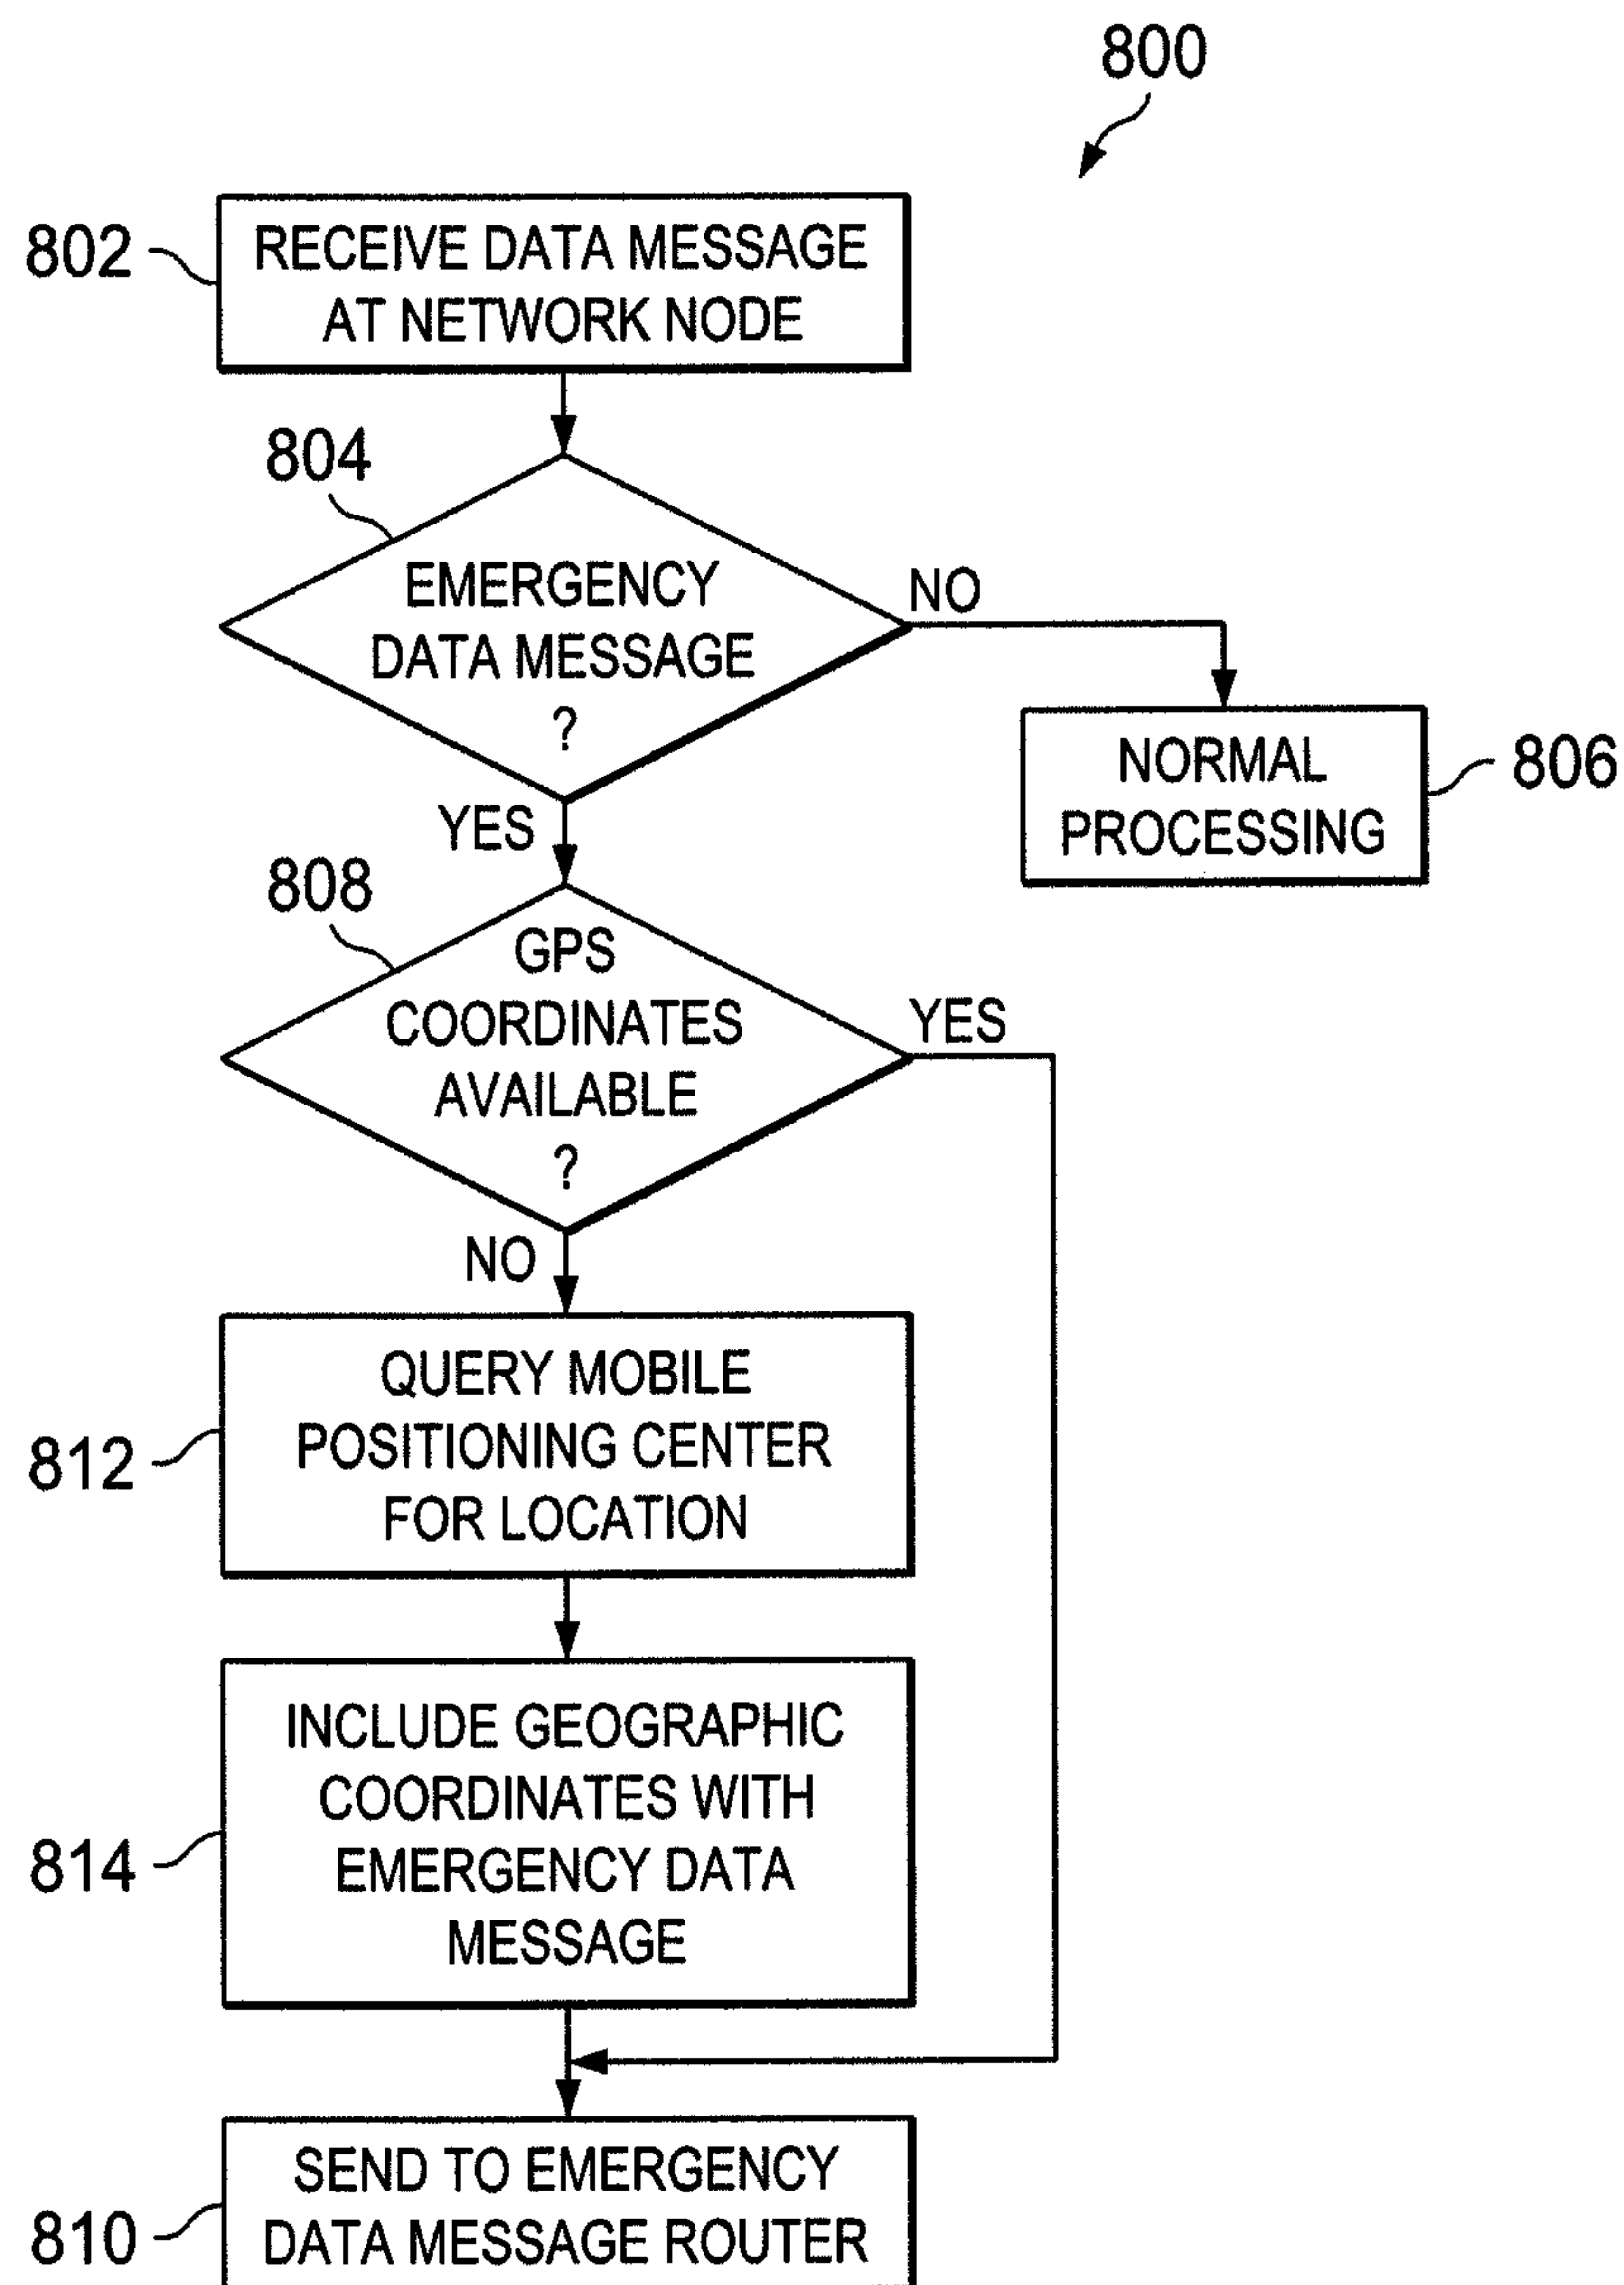 800
802
RECEIVE DATA MESSAGE
AT NETWORK NODE
804
EMERGENCY
DATA MESSAGE
?
NO
NORMAL
PROCESSING
806
YES
808
GPS
COORDINATES
AVAILABLE
?
YES
NO
812
QUERY MOBILE
POSITIONING CENTER
FOR LOCATION
814
INCLUDE GEOGRAPHIC
COORDINATES WITH
EMERGENCY DATA
MESSAGE
810
SEND TO EMERGENCY
DATA MESSAGE ROUTER